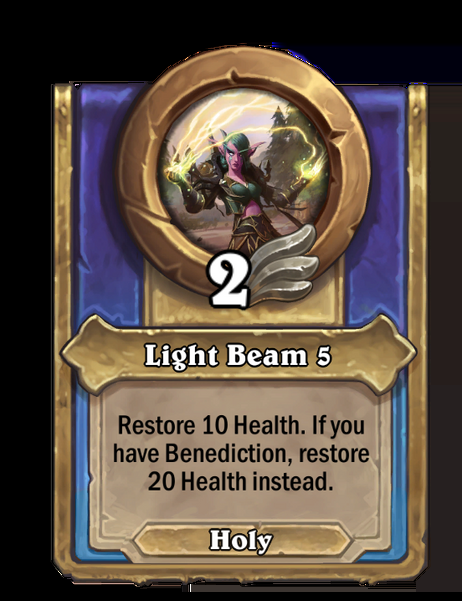 2
Light Beam 5
Restore 10 Health. If you
have Benediction, restore
20 Health instead.
Holy